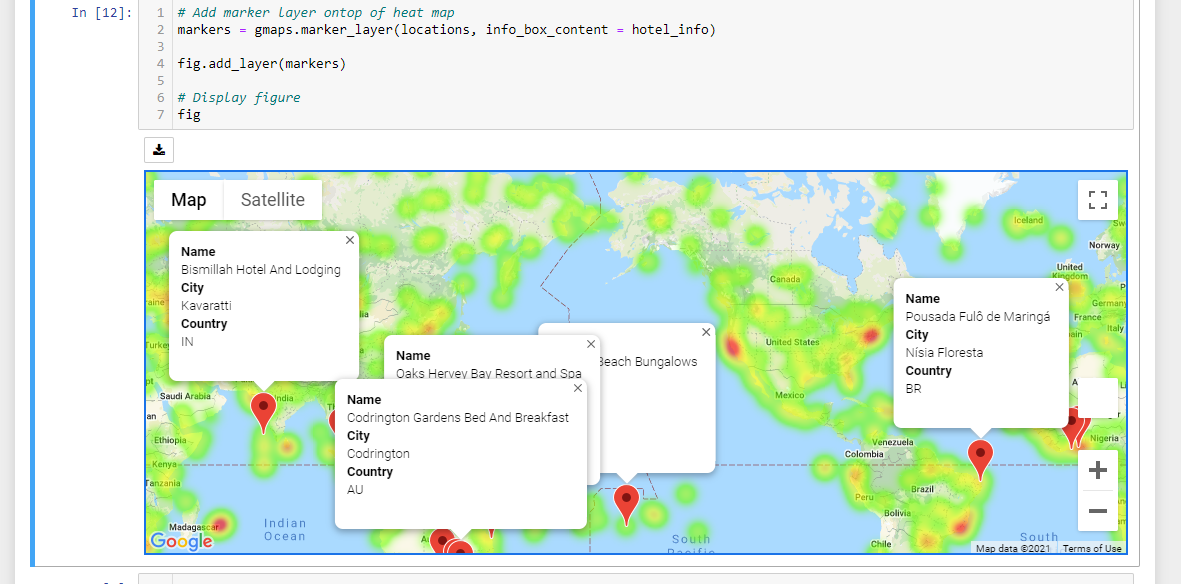 In [12]:
1 # Add marker layer ontop of heat map
2 markers = gmaps.marker_layer(locations, info_box_content = hotel_info)
3
4 fig.add_layer(markers)
5
6 # Display figure
7 fig
Map Satellite
Name
Bismillah Hotel And Lodging
City
Kavaratti
Country
IN
Name
Oaks Hervey Bay Resort and Spa
Beach Bungalows
Name
Codrington Gardens Bed And Breakfast
City
Codrington
Country
AU
Name
Pousada Fulô de Maringá
City
Nísia Floresta
Country
BR
Iceland
Norway
United
Kingdom
Germany
France
Italy
Canada
United States
Mexico
Venezuela
Colombia
Peru
Brazil
Bolivia
Chile
Nigeria
Saudi Arabia
India
Ethiopia
Kenya
Tanzania
Madagascar
Indian
Ocean
South
Pacific
South
Google
Map data ©2021 Terms of Use